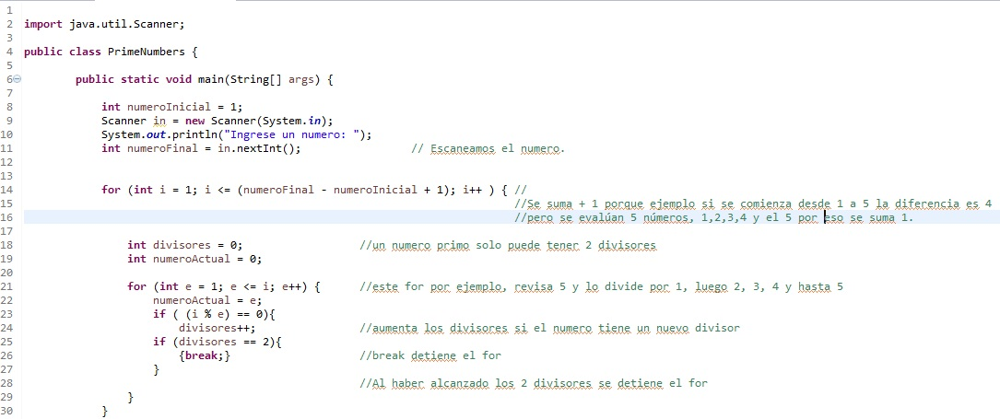 1
2 import java.util.Scanner;
3
4 public class PrimeNumbers {
5
6 public static void main(String[] args) {
7
8 int numeroInicial = 1;
9 Scanner in = new Scanner(System.in);
10 System.out.println("Ingrese un numero: ");
11 int numeroFinal = in.nextInt(); // Escaneamos el numero.
12
13
14 for (int i = 1; i <= (numeroFinal - numeroInicial + 1); i++ ) { //
15 //Se suma + 1 porque ejemplo si se comienza desde 1 a 5 la diferencia es 4
16 //pero se evalúan 5 números, 1,2,3,4 y el 5 por eso se suma 1.
17
18 int divisores = 0; //un numero primo solo puede tener 2 divisores
19 int numeroActual = 0;
20
21 for (int e = 1; e <= i; e++) { //este for por ejemplo, revisa 5 y lo divide por 1, luego 2, 3, 4 y hasta 5
22 numeroActual = e;
23 if ( (i % e) == 0){
24 divisores++; //aumenta los divisores si el numero tiene un nuevo divisor
25 if (divisores == 2){
26 {break;} //break detiene el for
27 }
28 //Al haber alcanzado los 2 divisores se detiene el for
29 }
30 }